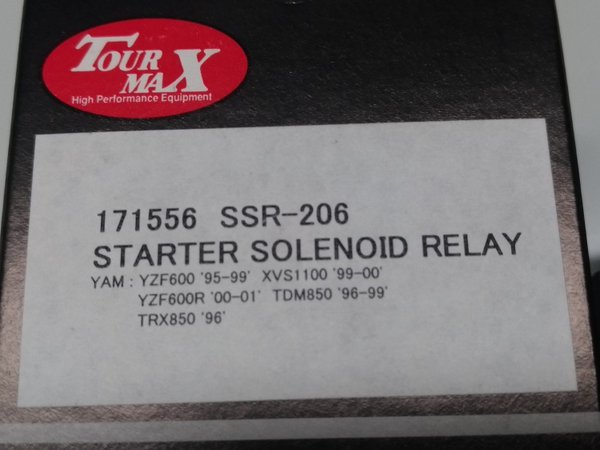 TOUR
MAX
High Performance Equipment
171556 SSR-206
STARTER SOLENOID RELAY
YAM : YZF600 '95-99' XVS1100 '99-00'
YZF600R '00-01' TDM850 '96-99'
TRX850 '96'